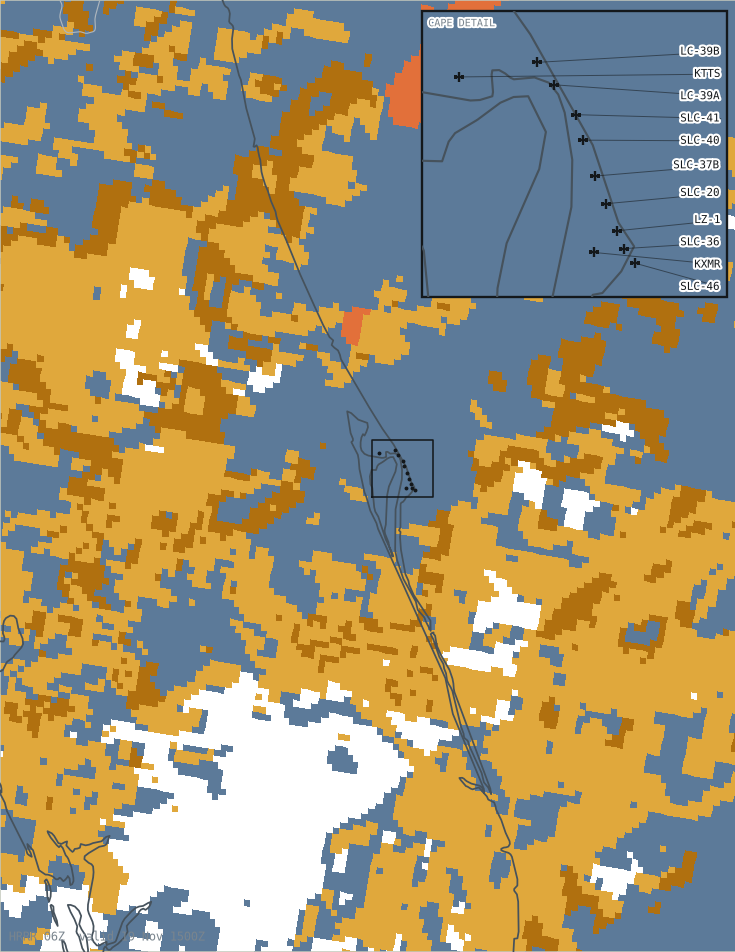 CAPE DETAIL
LC-39B
KTTS
LC-39A
SLC-41
SLC-40
SLC-37B
SLC-20
LZ-1
SLC-36
KXMR
SLC-46